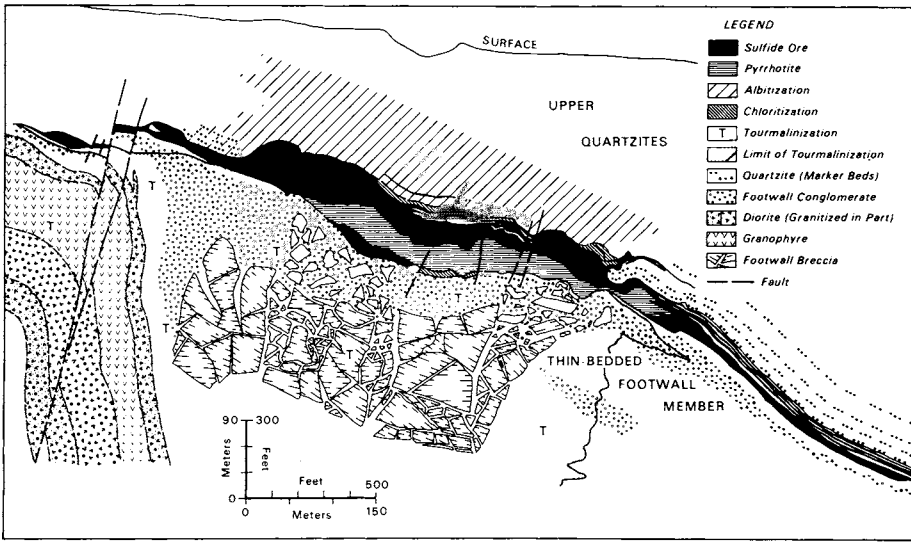 SURFACE
UPPER
QUARTZITES
LEGEND
Sulfide Ore
Pyrrhotite
Albitization
Chloritization
T Tourmalinization
Limit of Tourmalinization
Quartzite (Marker Beds)
Footwall Conglomerate
Diorite (Granitized in Part)
Granophyre
Footwall Breccia
Fault
T
T
T
T
T
T
T
THIN-BEDDED
FOOTWALL
MEMBER
T
90 300
Meters
Feet
0
Feet 500
0 150
Meters